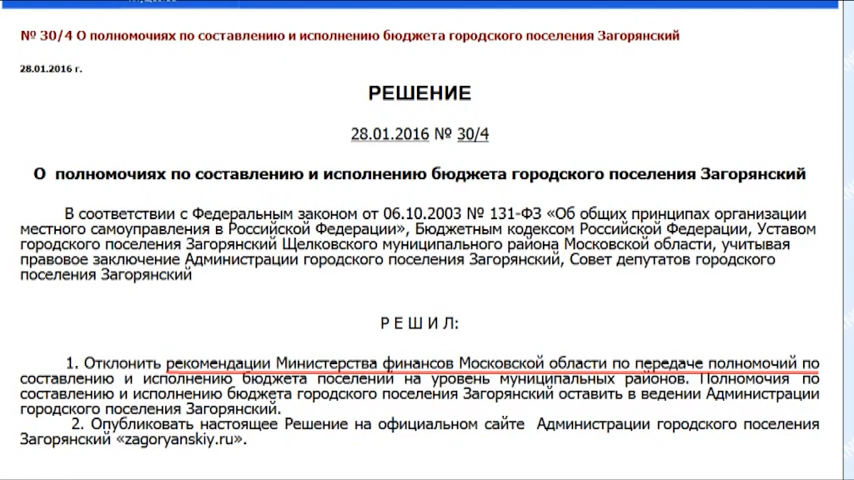 № 30/4 О полномочиях по составлению и исполнению бюджета городского поселения Загорянский
28.01.2016 г.
РЕШЕНИЕ
28.01.2016 № 30/4
О полномочиях по составлению и исполнению бюджета городского поселения Загорянский
В соответствии с Федеральным законом от 06.10.2003 № 131-ФЗ «Об общих принципах организации
местного самоуправления в Российской Федерации», Бюджетным кодексом Российской Федерации, Уставом
городского поселения Загорянский Щелковского муниципального района Московской области, учитывая
правовое заключение Администрации городского поселения Загорянский, Совет депутатов городского
поселения Загорянский
Р Е Ш И Л:
1. Отклонить рекомендации Министерства финансов Московской области по передаче полномочий по
составлению и исполнению бюджета поселений на уровень муниципальных районов. Полномочия по
составлению и исполнению бюджета городского поселения Загорянский оставить в ведении Администрации
городского поселения Загорянский.
2. Опубликовать настоящее Решение на официальном сайте Администрации городского поселения
Загорянский «zagoryanskiy.ru».